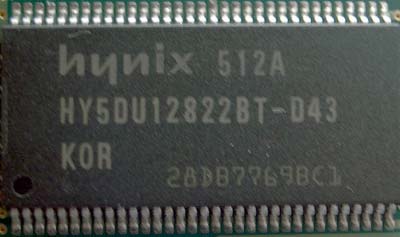 hynix 512A
HY5DU12822BT-D43
KOR
28DB7769BC1